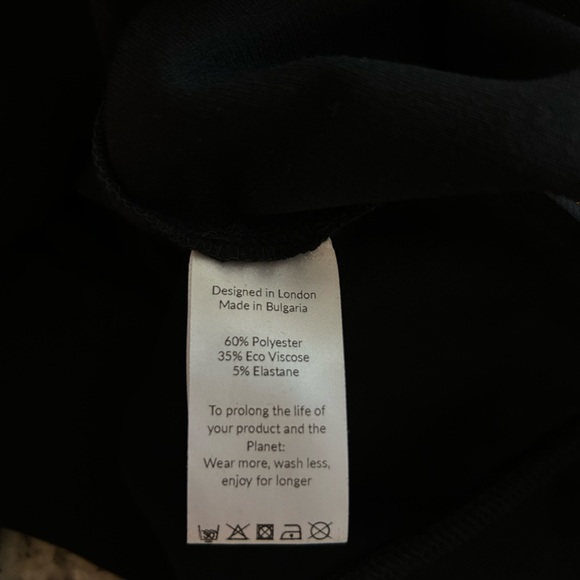 Designed in London
Made in Bulgaria
60% Polyester
35% Eco Viscose
5% Elastane
To prolong the life of
your product and the
Planet:
Wear more, wash less,
enjoy for longer